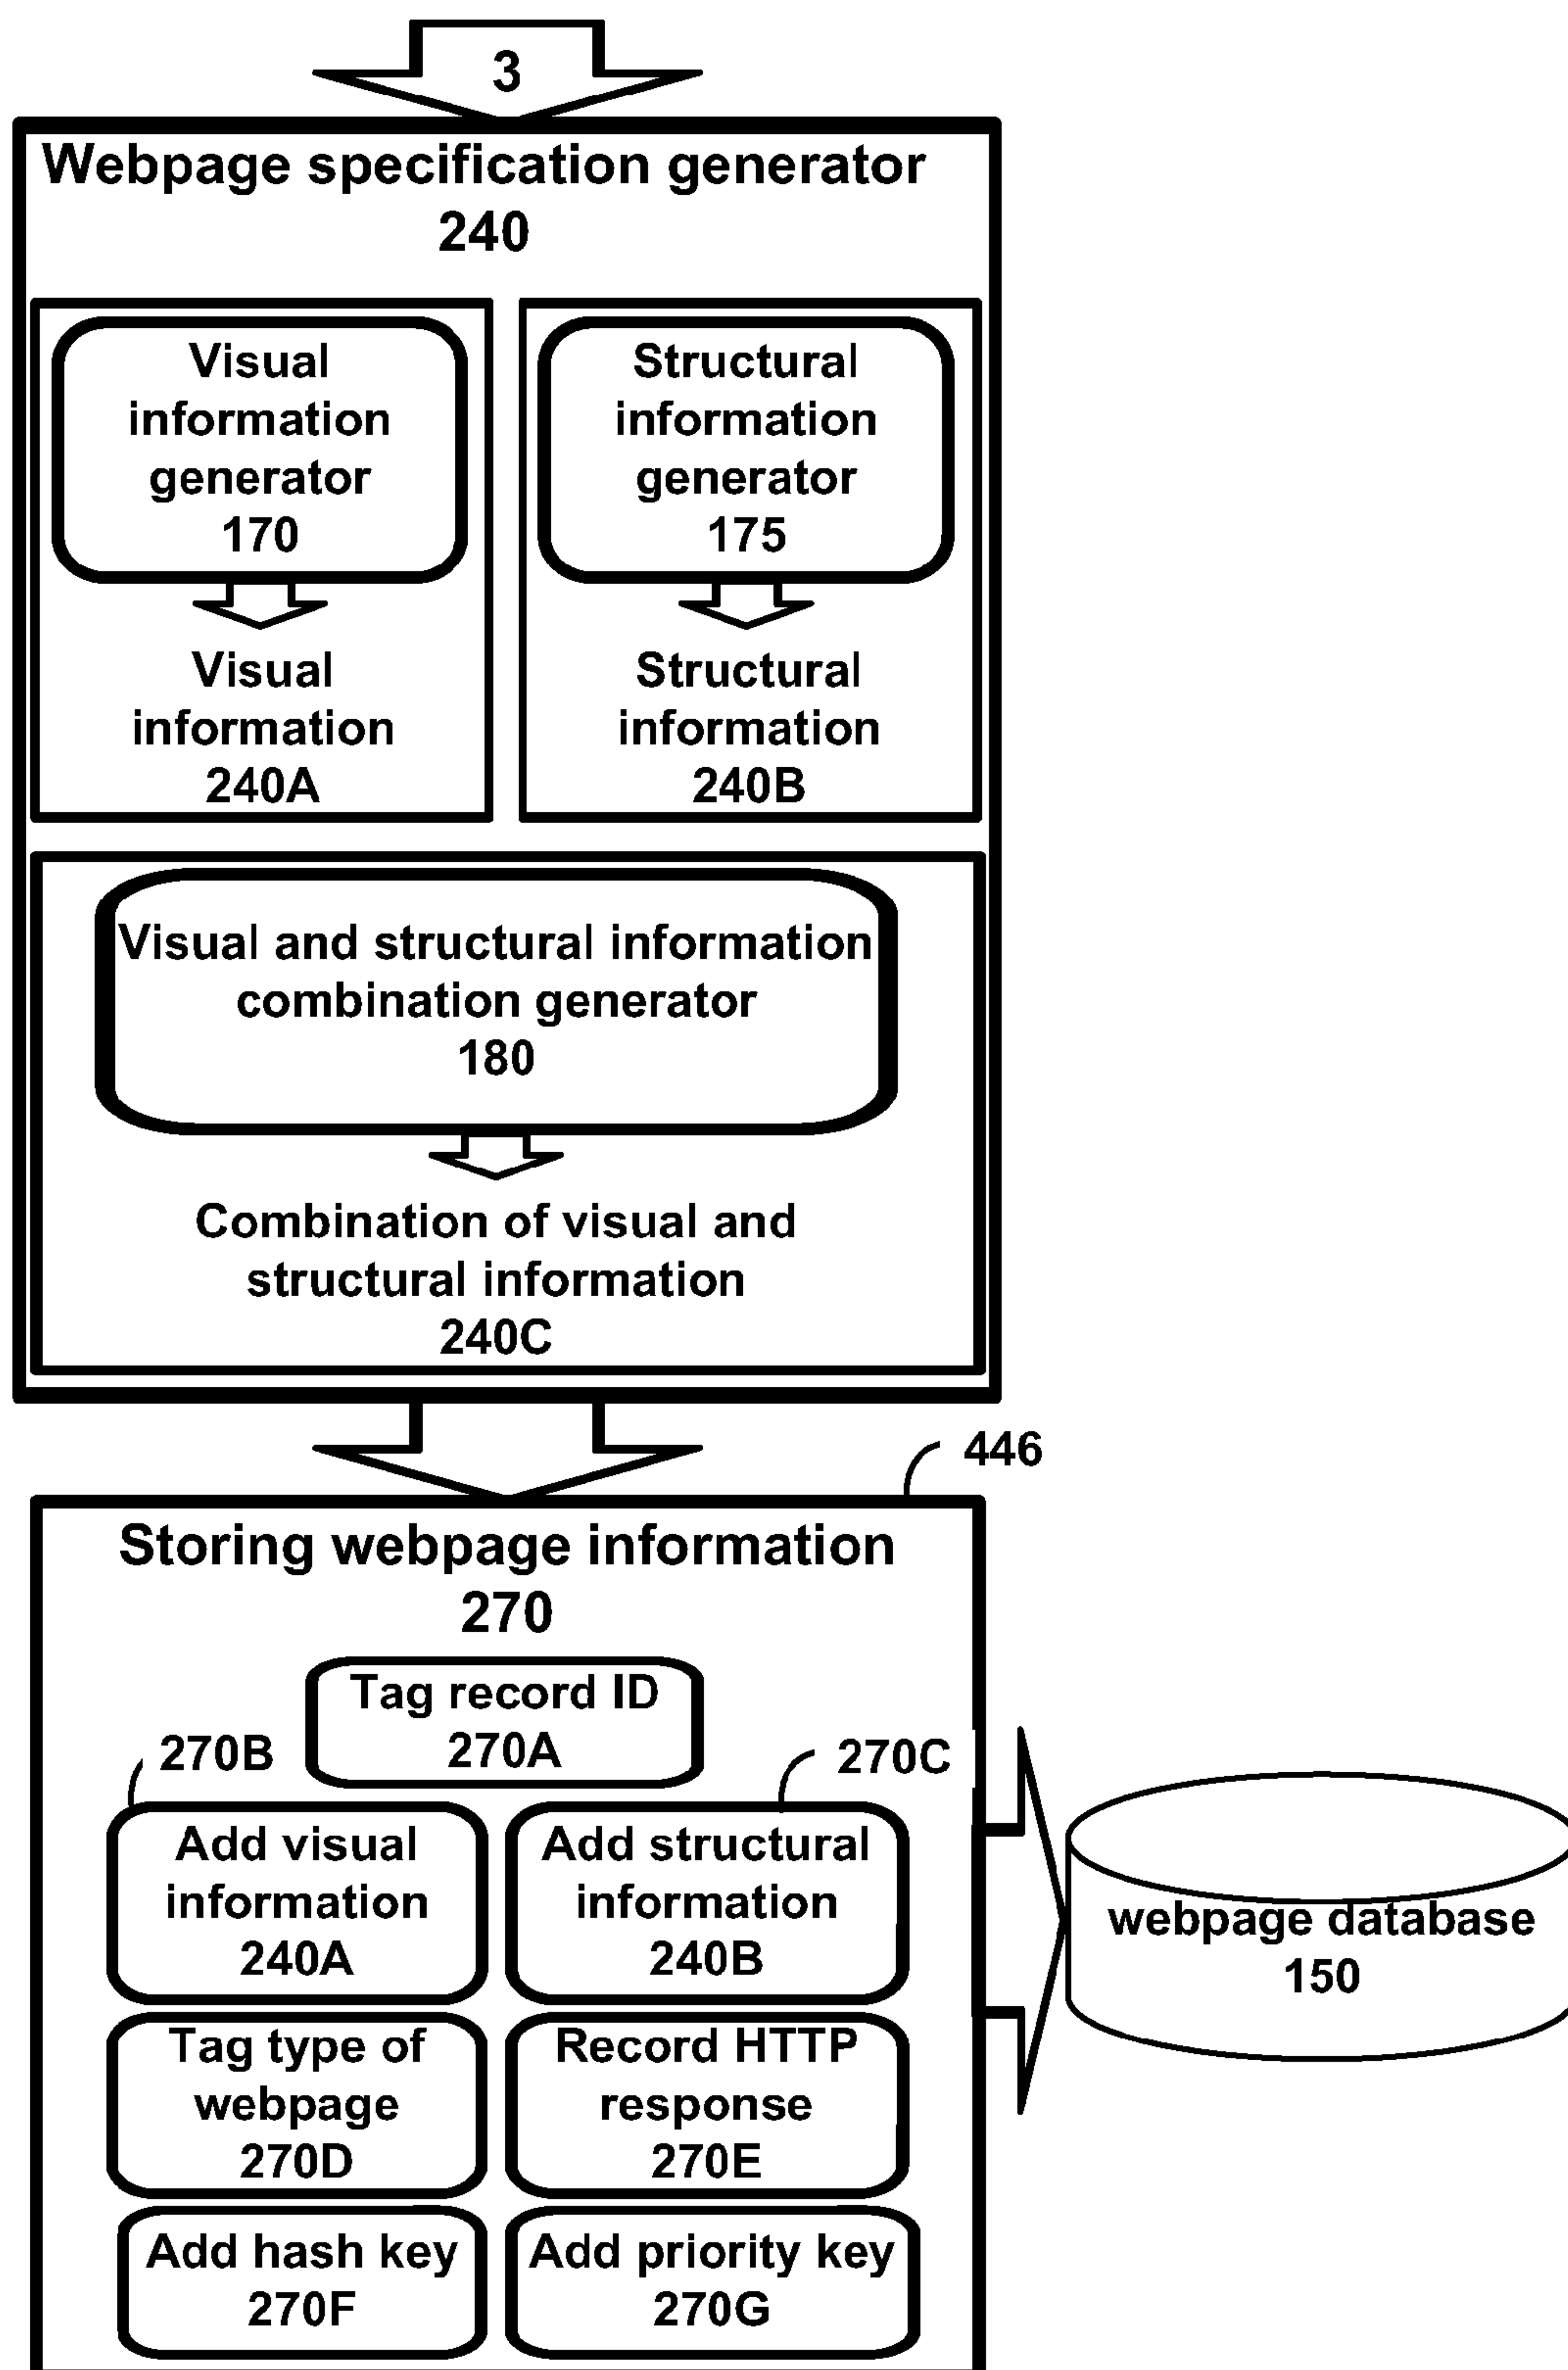 3
Webpage specification generator
240
Visual
information
generator
170
Visual
information
240A
Structural
information
generator
175
Structural
information
240B
Visual and structural information
combination generator
180
Combination of visual and
structural information
240C
446
Storing webpage information
270
Tag record ID
270A
270B
270C
Add visual
information
240A
Add structural
information
240B
Tag type of
webpage
270D
Record HTTP
response
270E
Add hash key
270F
Add priority key
270G
webpage database
150